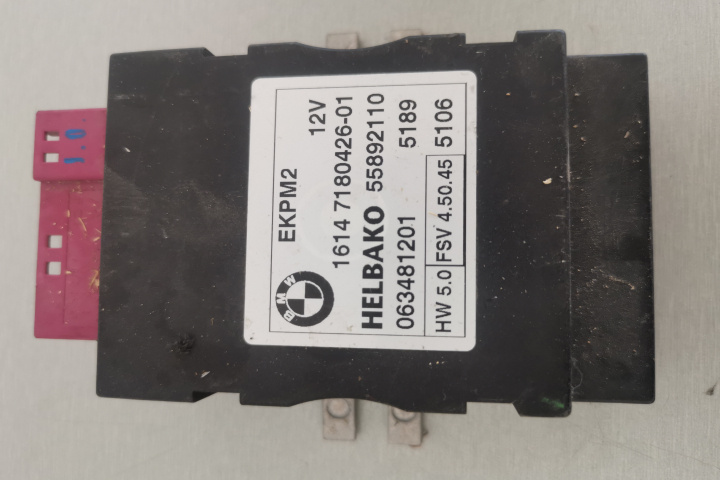 EKPM2 12V
1614 7180426-01
HELBAKO 55892110
063481201 5189
HW 5.0 FSV 4.50.45 5106
BMW
1.0